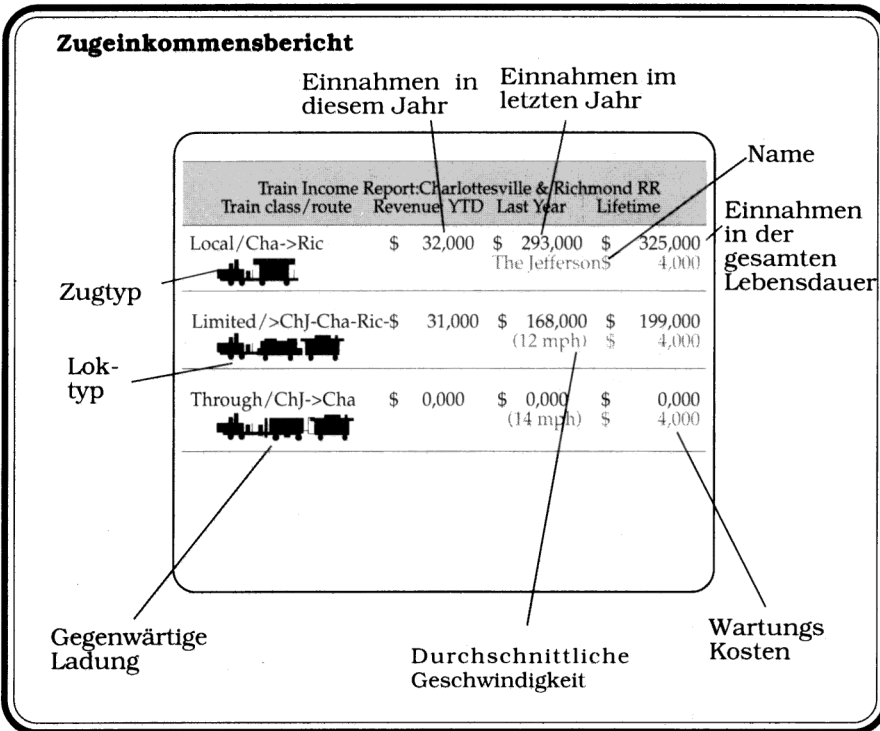 Zugeinkommensbericht
Einnahmen in
diesem Jahr
Einnahmen im
letzten Jahr
Name
Train Income Report:Charlottesville & Richmond RR
Train class/route Revenue YTD Last Year Lifetime
Einnahmen
in der
gesamten
Lebensdauer
Local/Cha->Ric $ 32,000 $ 293,000 $ 325,000
The Jefferson$ 4,000
Zugtyp
Limited/>ChJ-Cha-Ric-$ 31,000 $ 168,000 $ 199,000
(12 mph) $ 4,000
Lok-
typ
Through/ChJ->Cha $ 0,000 $ 0,000 $ 0,000
(14 mph) $ 4,000
Gegenwärtige
Ladung
Durchschnittliche
Geschwindigkeit
Wartungs
Kosten